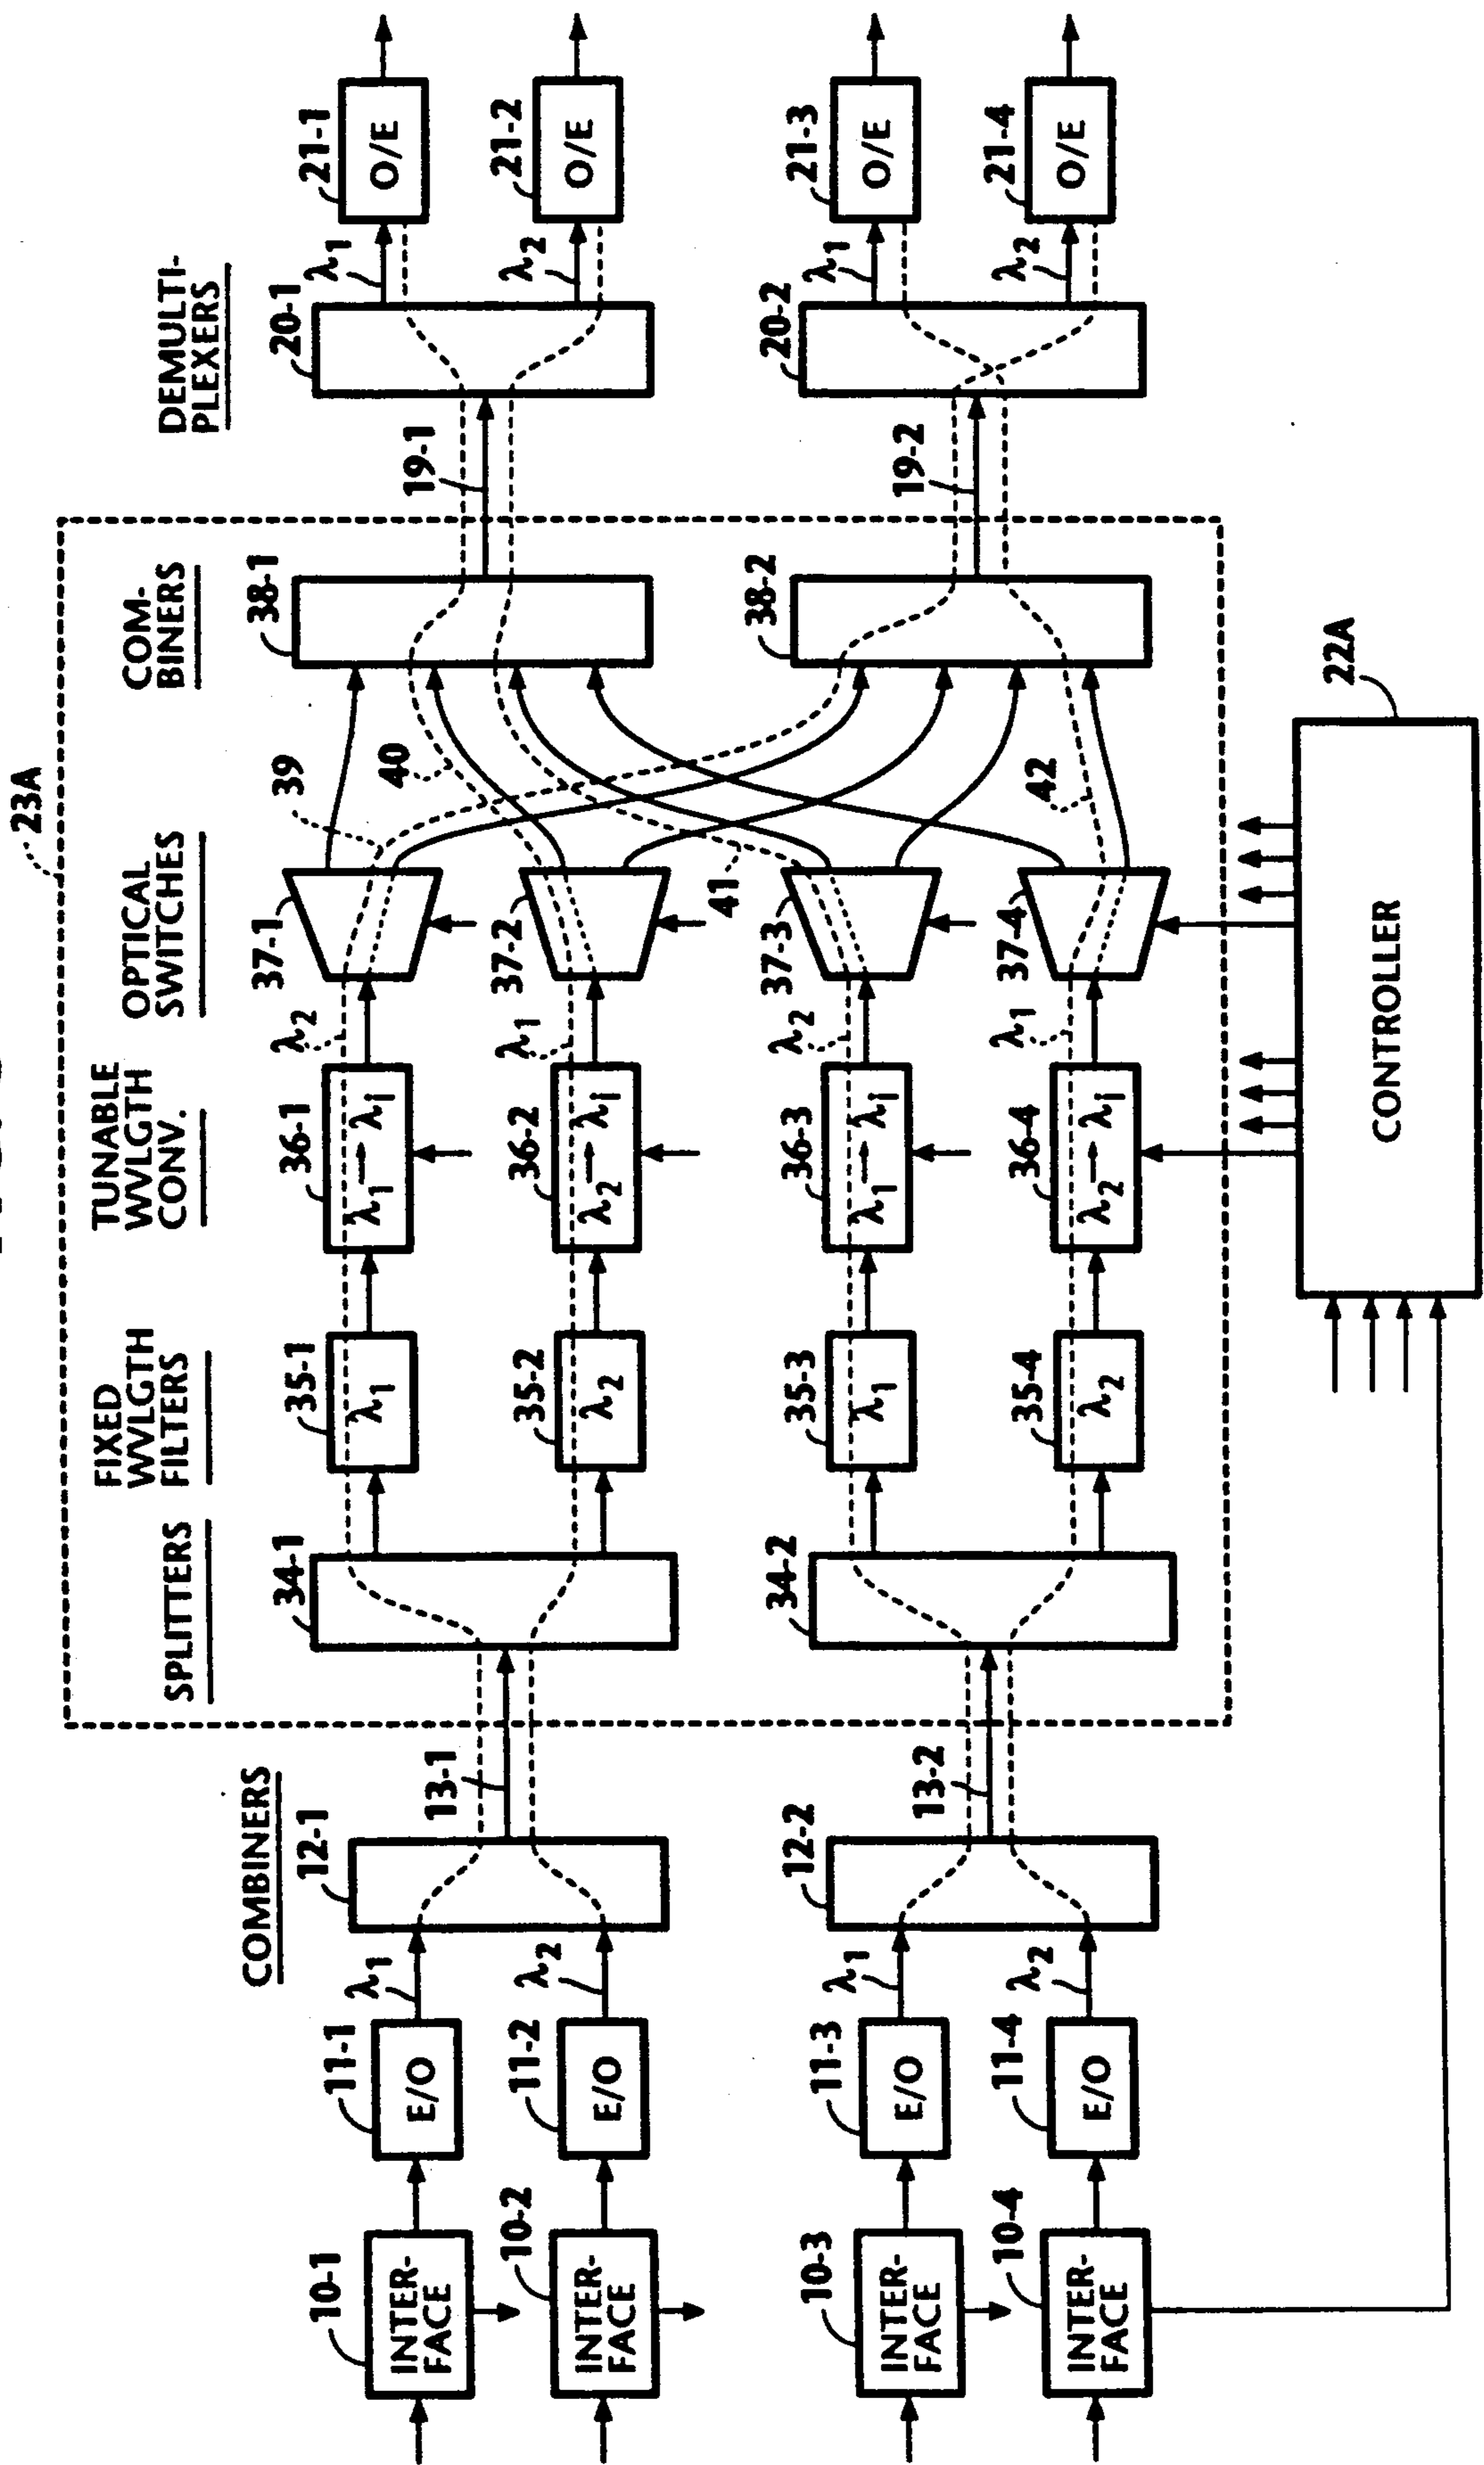 23A
COMBINERS
SPLITTERS
FIXED
WVLGTH
FILTERS
TUNABLE
WVLGTH
CONV.
OPTICAL
SWITCHES
COM-
BINERS
DEMULTI-
PLEXERS
10-1
INTER-
FACE
11-1
E/O
λ1
12-1
13-1
34-1
35-1
λ1
36-1
λ1 → λi
λ2
37-1
39
38-1
19-1
20-1
λ1
21-1
O/E
10-2
INTER-
FACE
11-2
E/O
λ2
35-2
λ2
36-2
λ2 → λi
λ1
37-2
40
λ2
21-2
O/E
10-3
INTER-
FACE
11-3
E/O
λ1
12-2
13-2
34-2
35-3
λ1
36-3
λ1 → λi
λ2
37-3
41
38-2
19-2
20-2
λ1
21-3
O/E
10-4
INTER-
FACE
11-4
E/O
λ2
35-4
λ2
36-4
λ2 → λi
λ1
37-4
42
λ2
21-4
O/E
CONTROLLER
22A